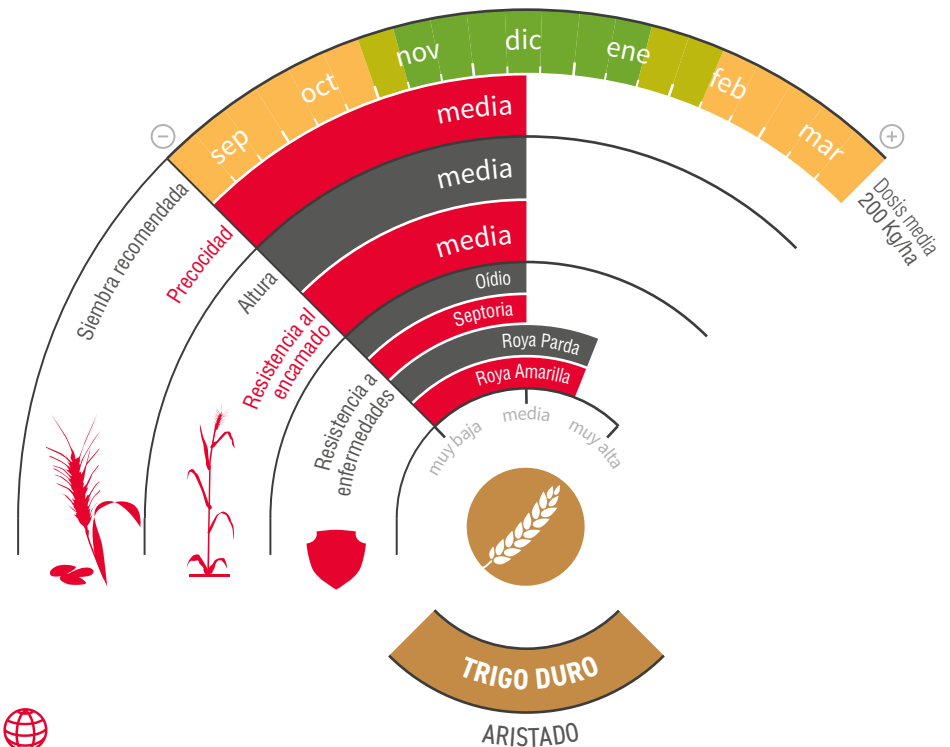 sep
oct
nov
dic
ene
feb
mar
Dosis media
200 Kg/ha
Siembra recomendada
Precocidad
media
Altura
media
Resistencia al
encamado
media
Resistencia a
enfermedades
Oídio
Septoria
Roya Parda
Roya Amarilla
muy baja
media
muy alta
TRIGO DURO
ARISTADO